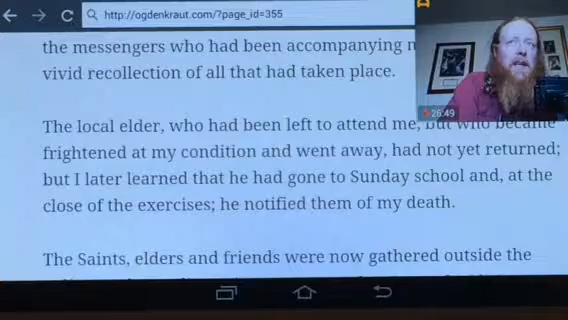 http://ogdenkraut.com/?page_id=355
the messengers who had been accompanying
vivid recollection of all that had taken place.
26:49
The local elder, who had been left to attend me, but who became
frightened at my condition and went away, had not yet returned;
but I later learned that he had gone to Sunday school and, at the
close of the exercises; he notified them of my death.
The Saints, elders and friends were now gathered outside the